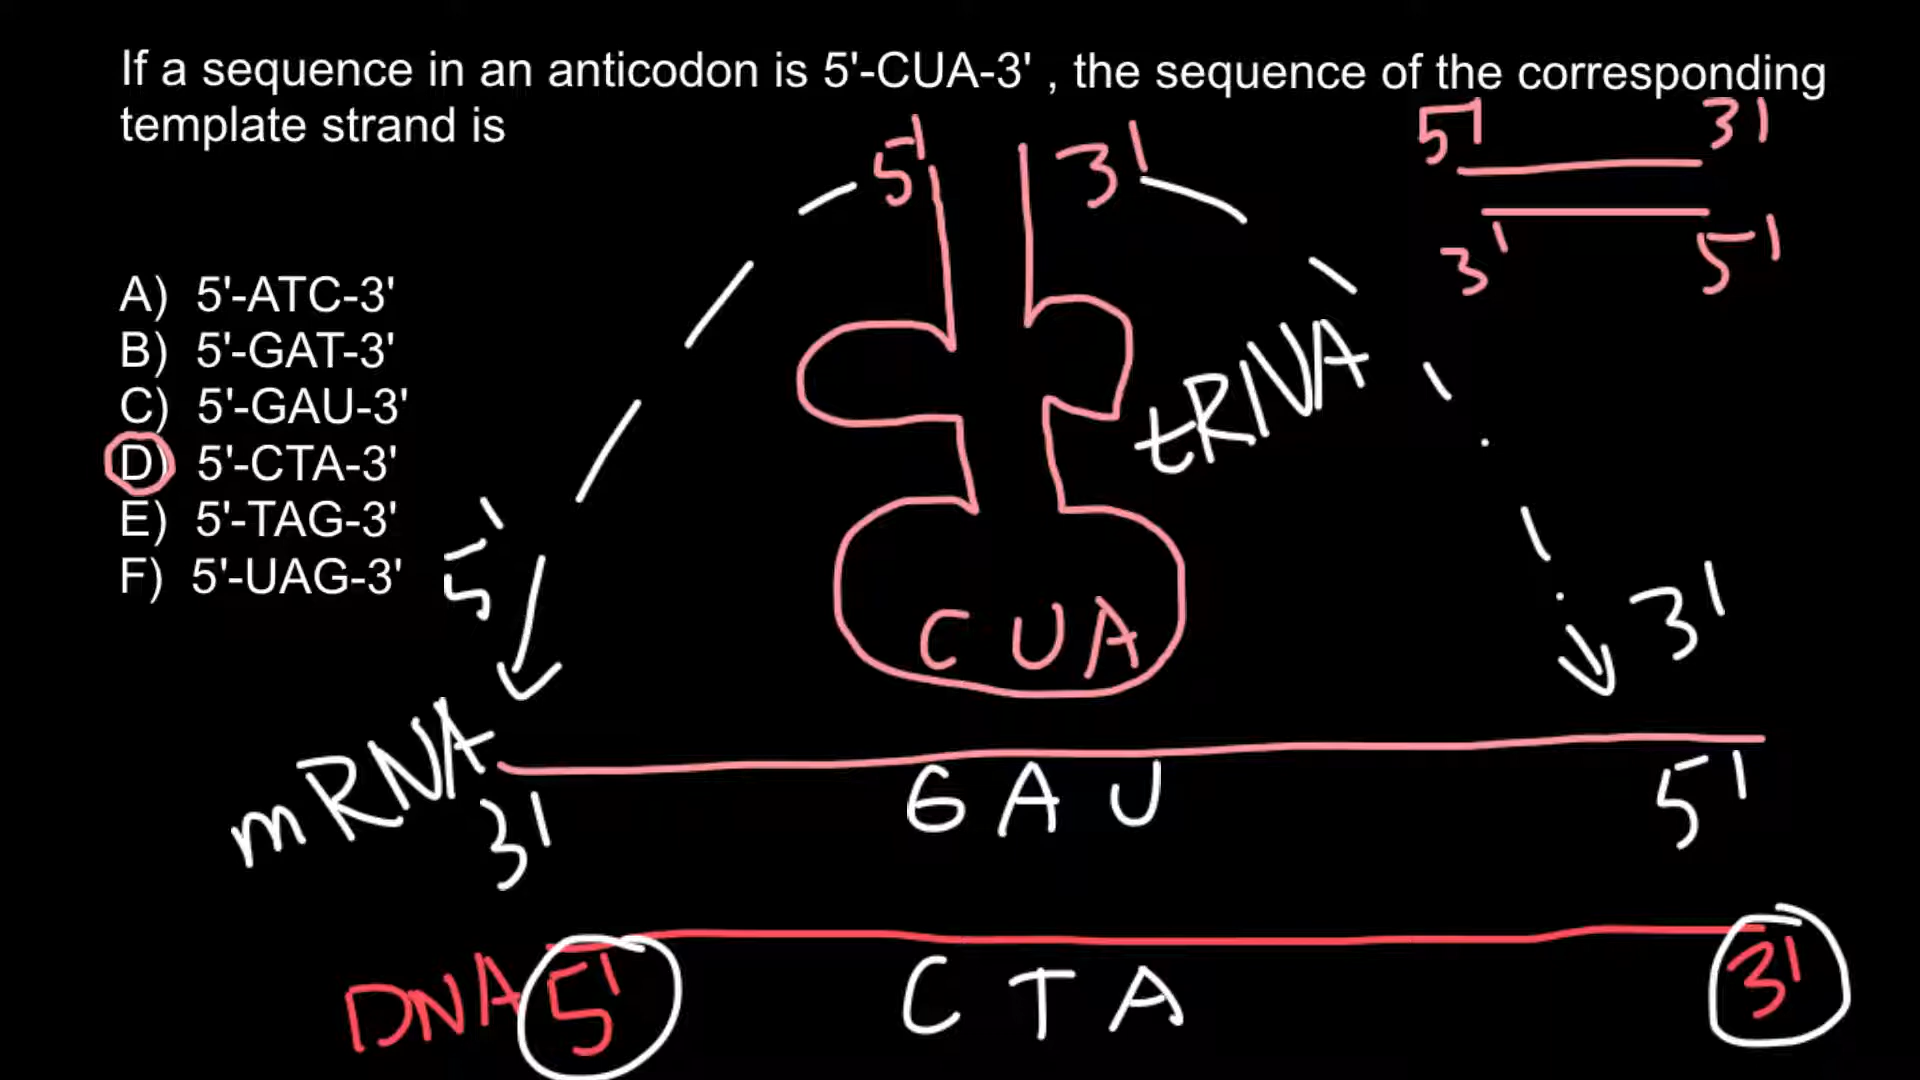 If a sequence in an anticodon is 5'-CUA-3' , the sequence of the corresponding
template strand is
5' 3'
5' 3'
3' 5'
A) 5'-ATC-3'
B) 5'-GAT-3'
C) 5'-GAU-3'
D) 5'-CTA-3'
E) 5'-TAG-3'
F) 5'-UAG-3'
tRNA
5' 3'
CUA
mRNA
3' GAU 5'
DNA 5' CTA 3'